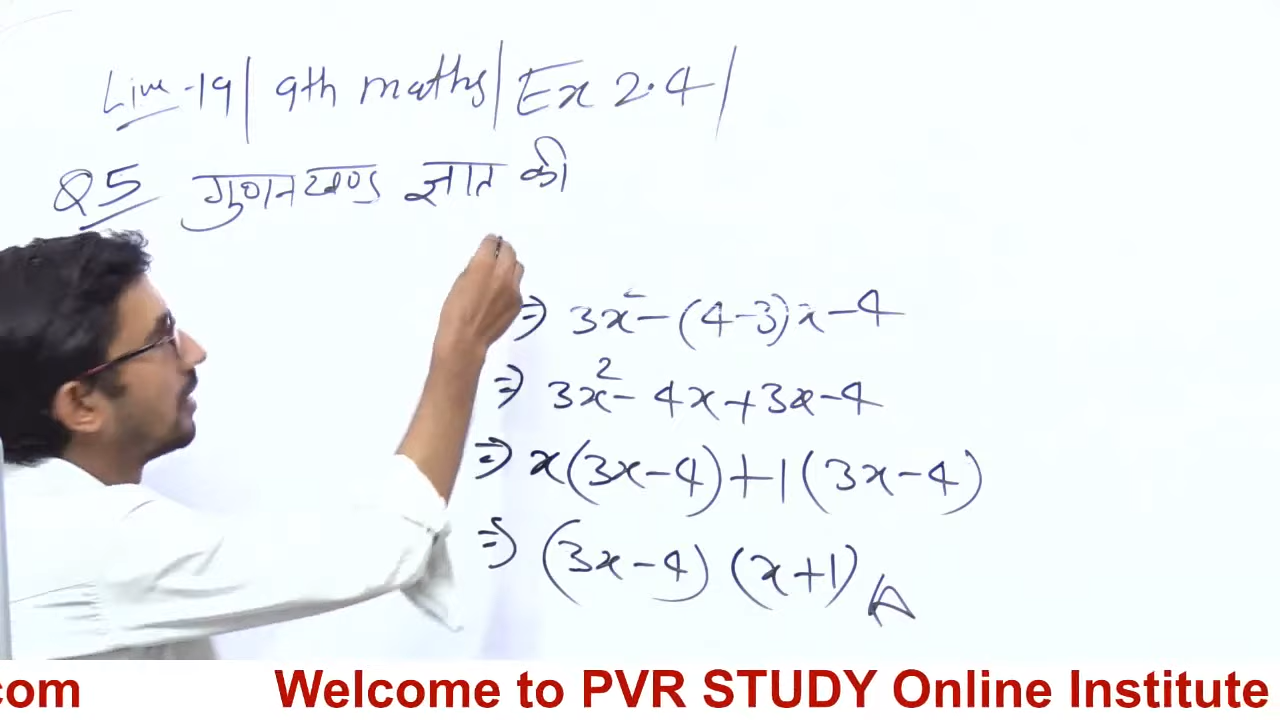 Live -19 | 9th maths | Ex 2.4 |
Q5 गुणनखण्ड ज्ञात की
⇒ 3x² - (4-3)x - 4
⇒ 3x² - 4x + 3x - 4
⇒ x(3x-4) + 1(3x-4)
⇒ (3x-4) (x+1) A
com Welcome to PVR STUDY Online Institute